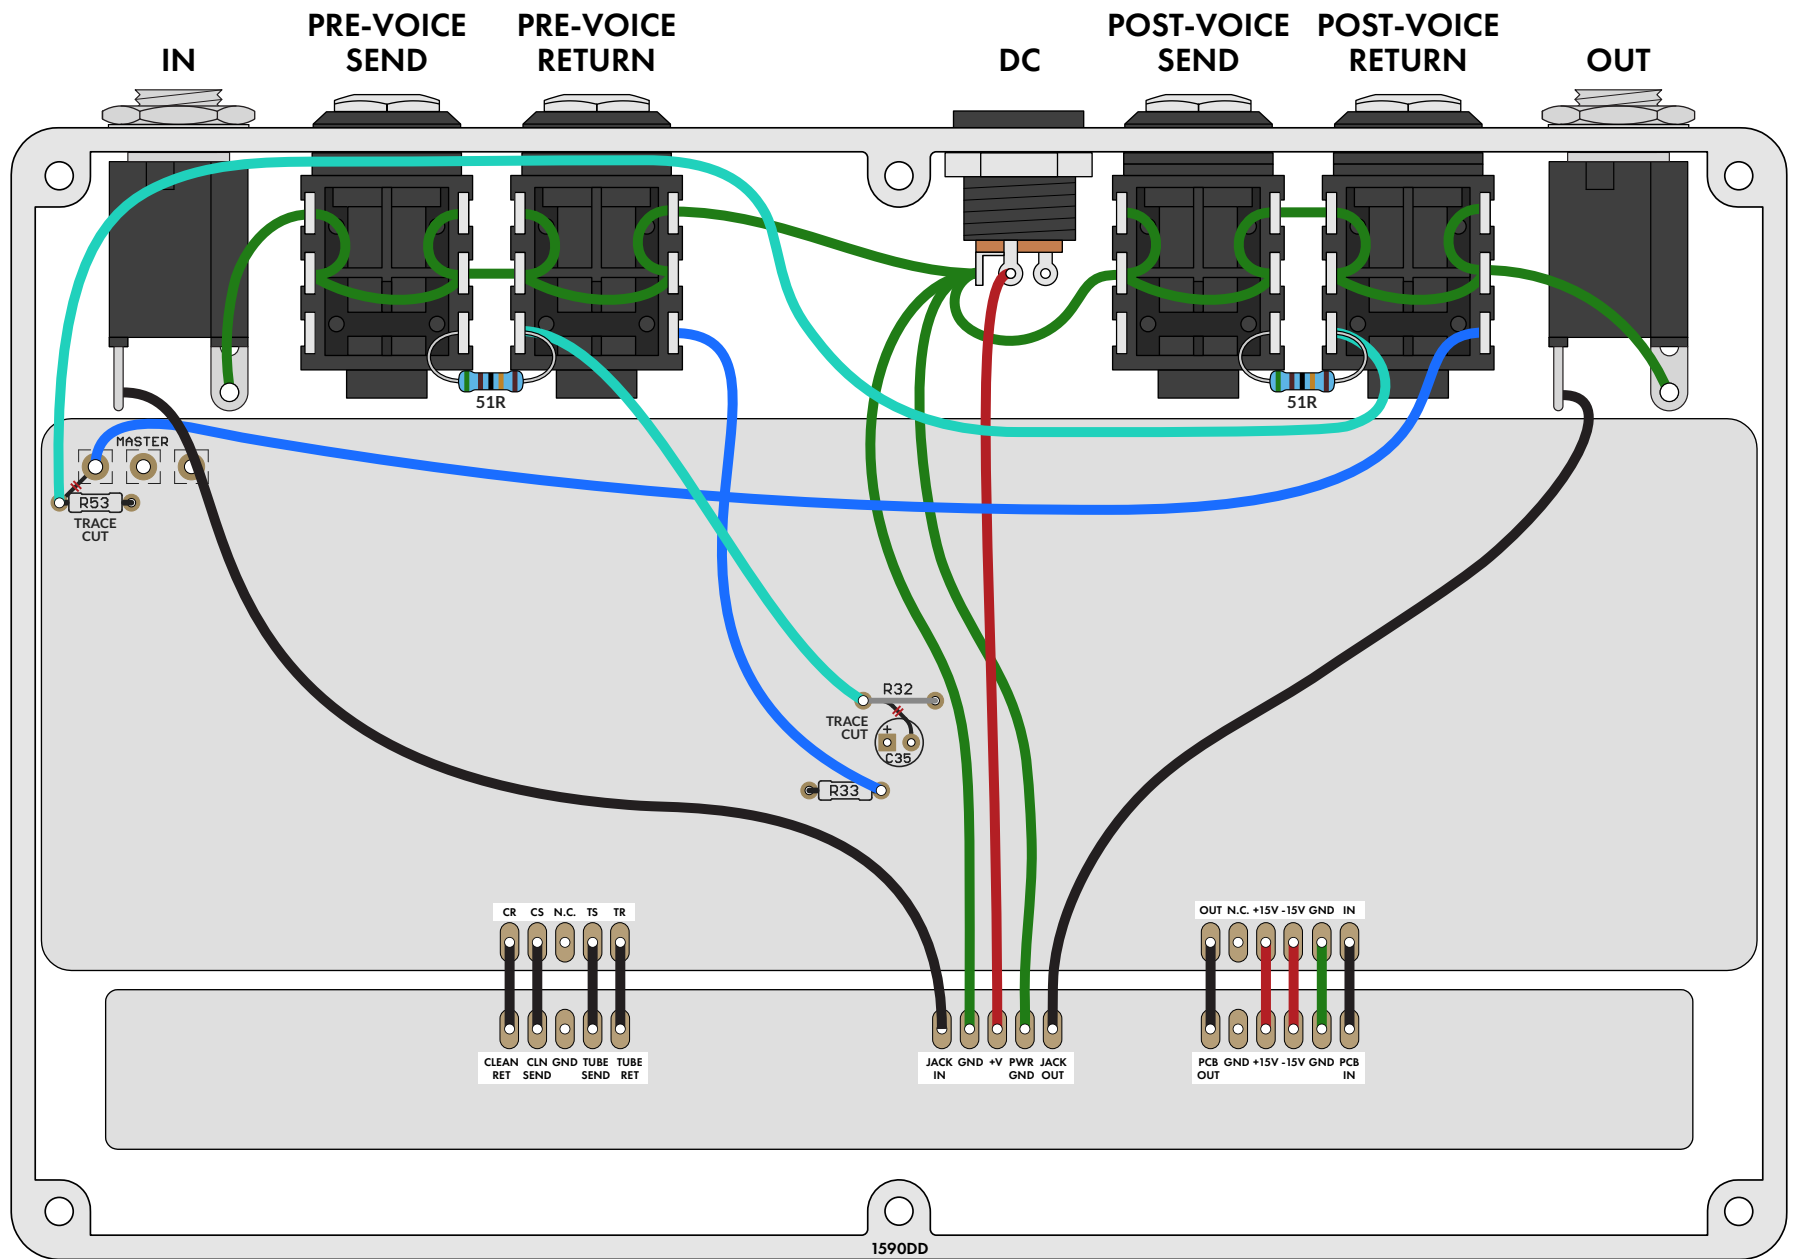 PRE-VOICE PRE-VOICE POST-VOICE POST-VOICE
IN SEND RETURN DC SEND RETURN OUT
51R 51R
MASTER
R53
TRACE
CUT
R32
TRACE
CUT
+
C35
R33
CR CS N.C. TS TR
OUT N.C. +15V -15V GND IN
CLEAN CLN GND TUBE TUBE
RET SEND SEND RET
JACK GND +V PWR JACK
IN GND OUT
PCB GND +15V -15V GND PCB
OUT IN
1590DD